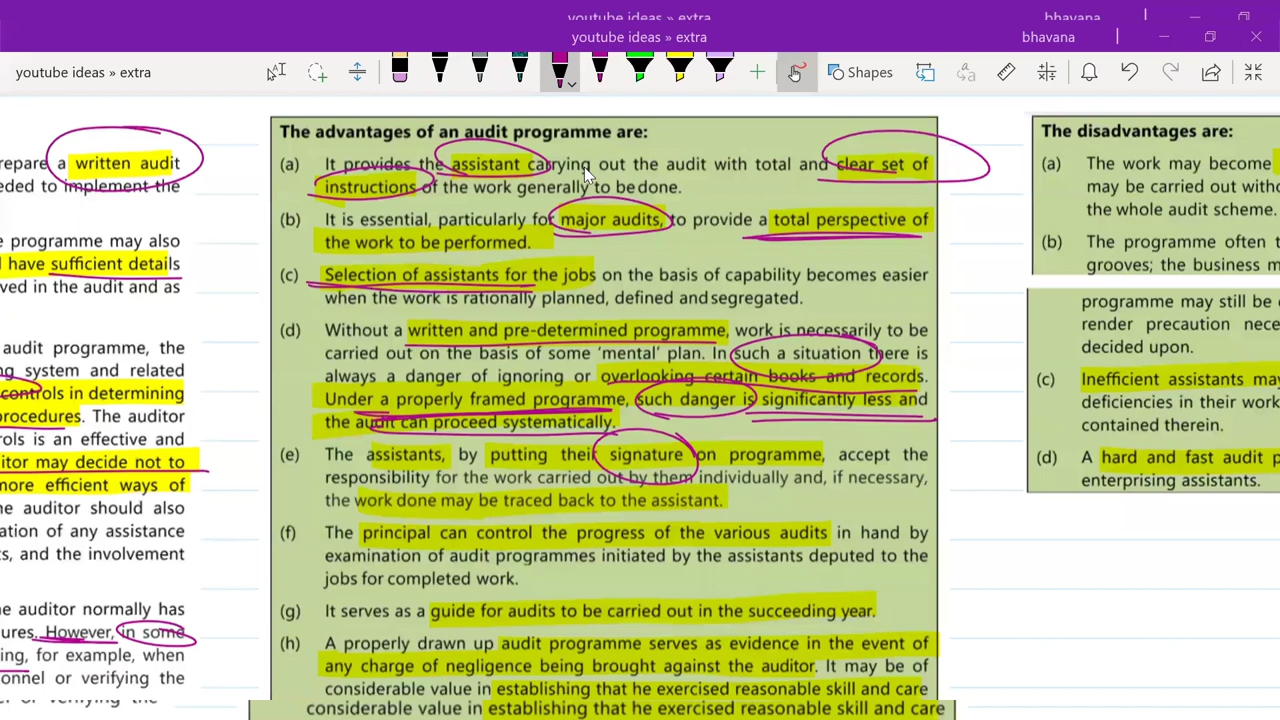 youtube ideas » extra
bhavana
youtube ideas » extra
bhavana
youtube ideas » extra
Shapes
repare a written audit
eded to implement the
e programme may also
have sufficient details
ved in the audit and as
audit programme, the
ng system and related
controls in determining
procedures. The auditor
rols is an effective and
ditor may decide not to
more efficient ways of
he auditor should also
ation of any assistance
ts, and the involvement
he auditor normally has
ures. However, in some
ing, for example, when
onnel or verifying the
The advantages of an audit programme are:
(a) It provides the assistant carrying out the audit with total and clear set of
instructions of the work generally to be done.
(b) It is essential, particularly for major audits, to provide a total perspective of
the work to be performed.
(c) Selection of assistants for the jobs on the basis of capability becomes easier
when the work is rationally planned, defined and segregated.
(d) Without a written and pre-determined programme, work is necessarily to be
carried out on the basis of some ‘mental’ plan. In such a situation there is
always a danger of ignoring or overlooking certain books and records.
Under a properly framed programme, such danger is significantly less and
the audit can proceed systematically.
(e) The assistants, by putting their signature on programme, accept the
responsibility for the work carried out by them individually and, if necessary,
the work done may be traced back to the assistant.
(f) The principal can control the progress of the various audits in hand by
examination of audit programmes initiated by the assistants deputed to the
jobs for completed work.
(g) It serves as a guide for audits to be carried out in the succeeding year.
(h) A properly drawn up audit programme serves as evidence in the event of
any charge of negligence being brought against the auditor. It may be of
considerable value in establishing that he exercised reasonable skill and care
considerable value in establishing that he exercised reasonable skill and care
The disadvantages are:
(a) The work may become
may be carried out witho
the whole audit scheme.
(b) The programme often t
grooves; the business m
programme may still be
render precaution nece
decided upon.
(c) Inefficient assistants may
deficiencies in their work
contained therein.
(d) A hard and fast audit p
enterprising assistants.